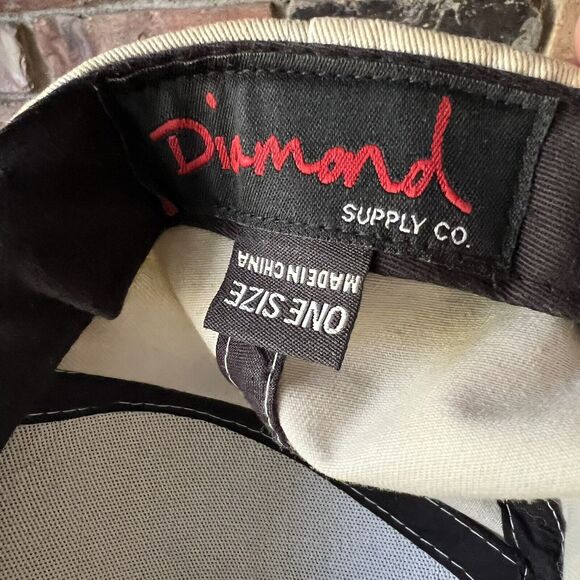 Diamond
SUPPLY CO.
ONE SIZE
MADE IN CHINA